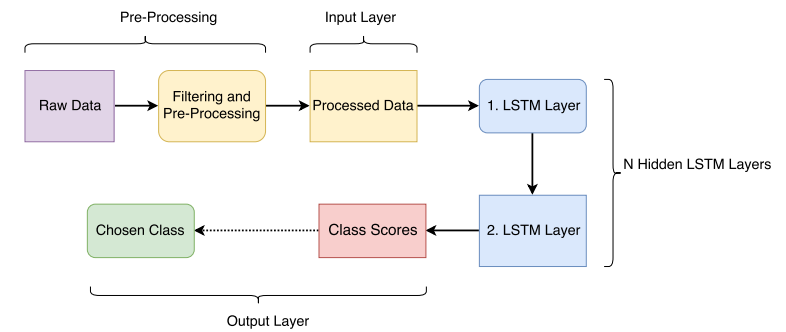 Pre-Processing
Input Layer
Raw Data
Filtering and
Pre-Processing
Processed Data
1. LSTM Layer
N Hidden LSTM Layers
Chosen Class
Class Scores
2. LSTM Layer
Output Layer